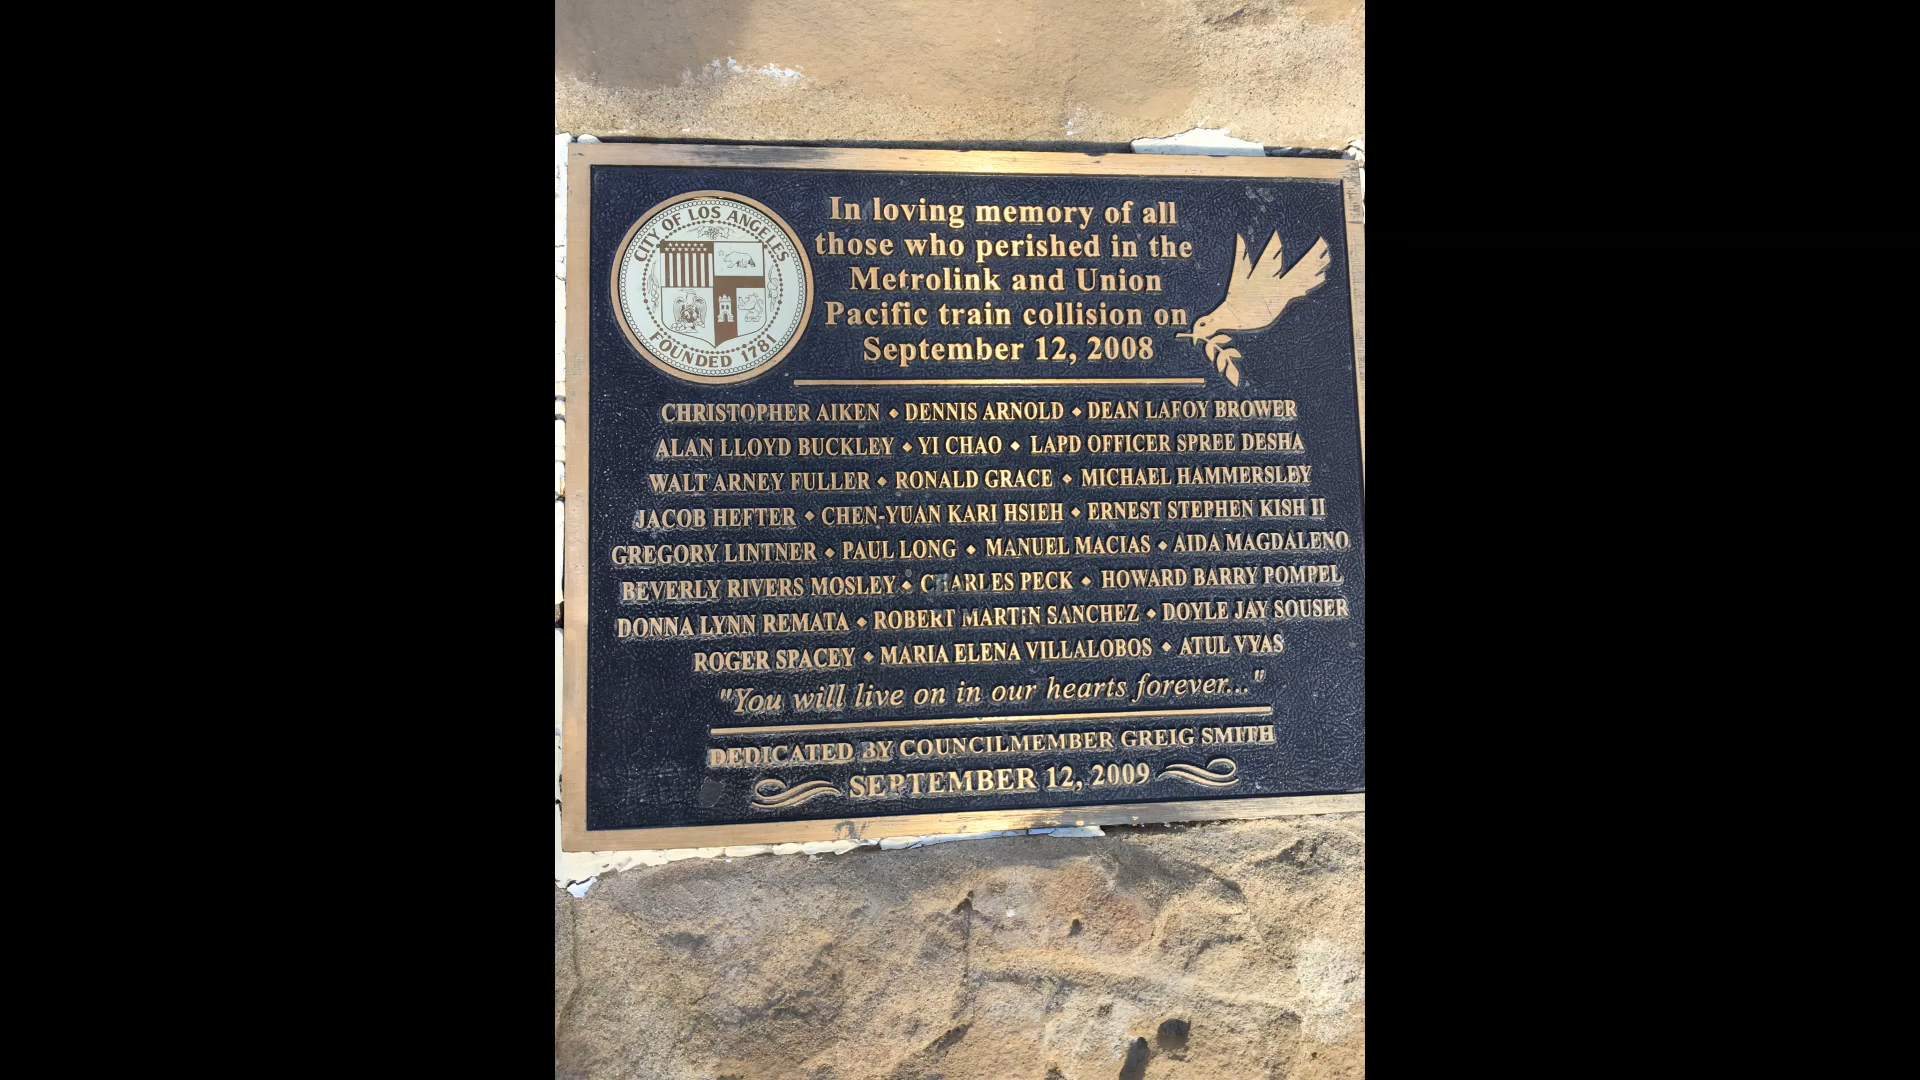 CITY OF LOS ANGELES
FOUNDED 1781
In loving memory of all
those who perished in the
Metrolink and Union
Pacific train collision on
September 12, 2008
CHRISTOPHER AIKEN ⬥ DENNIS ARNOLD ⬥ DEAN LAFOY BROWER
ALAN LLOYD BUCKLEY ⬥ YI CHAO ⬥ LAPD OFFICER SPREE DESHA
WALT ARNEY FULLER ⬥ RONALD GRACE ⬥ MICHAEL HAMMERSLEY
JACOB HEFTER ⬥ CHEN-YUAN KARI HSIEH ⬥ ERNEST STEPHEN KISH II
GREGORY LINTNER ⬥ PAUL LONG ⬥ MANUEL MACIAS ⬥ AIDA MAGDALENO
BEVERLY RIVERS MOSLEY ⬥ CHARLES PECK ⬥ HOWARD BARRY POMPEL
DONNA LYNN REMATA ⬥ ROBERT MARTIN SANCHEZ ⬥ DOYLE JAY SOUSER
ROGER SPACEY ⬥ MARIA ELENA VILLALOBOS ⬥ ATUL VYAS
"You will live on in our hearts forever..."
DEDICATED BY COUNCILMEMBER GREIG SMITH
SEPTEMBER 12, 2009